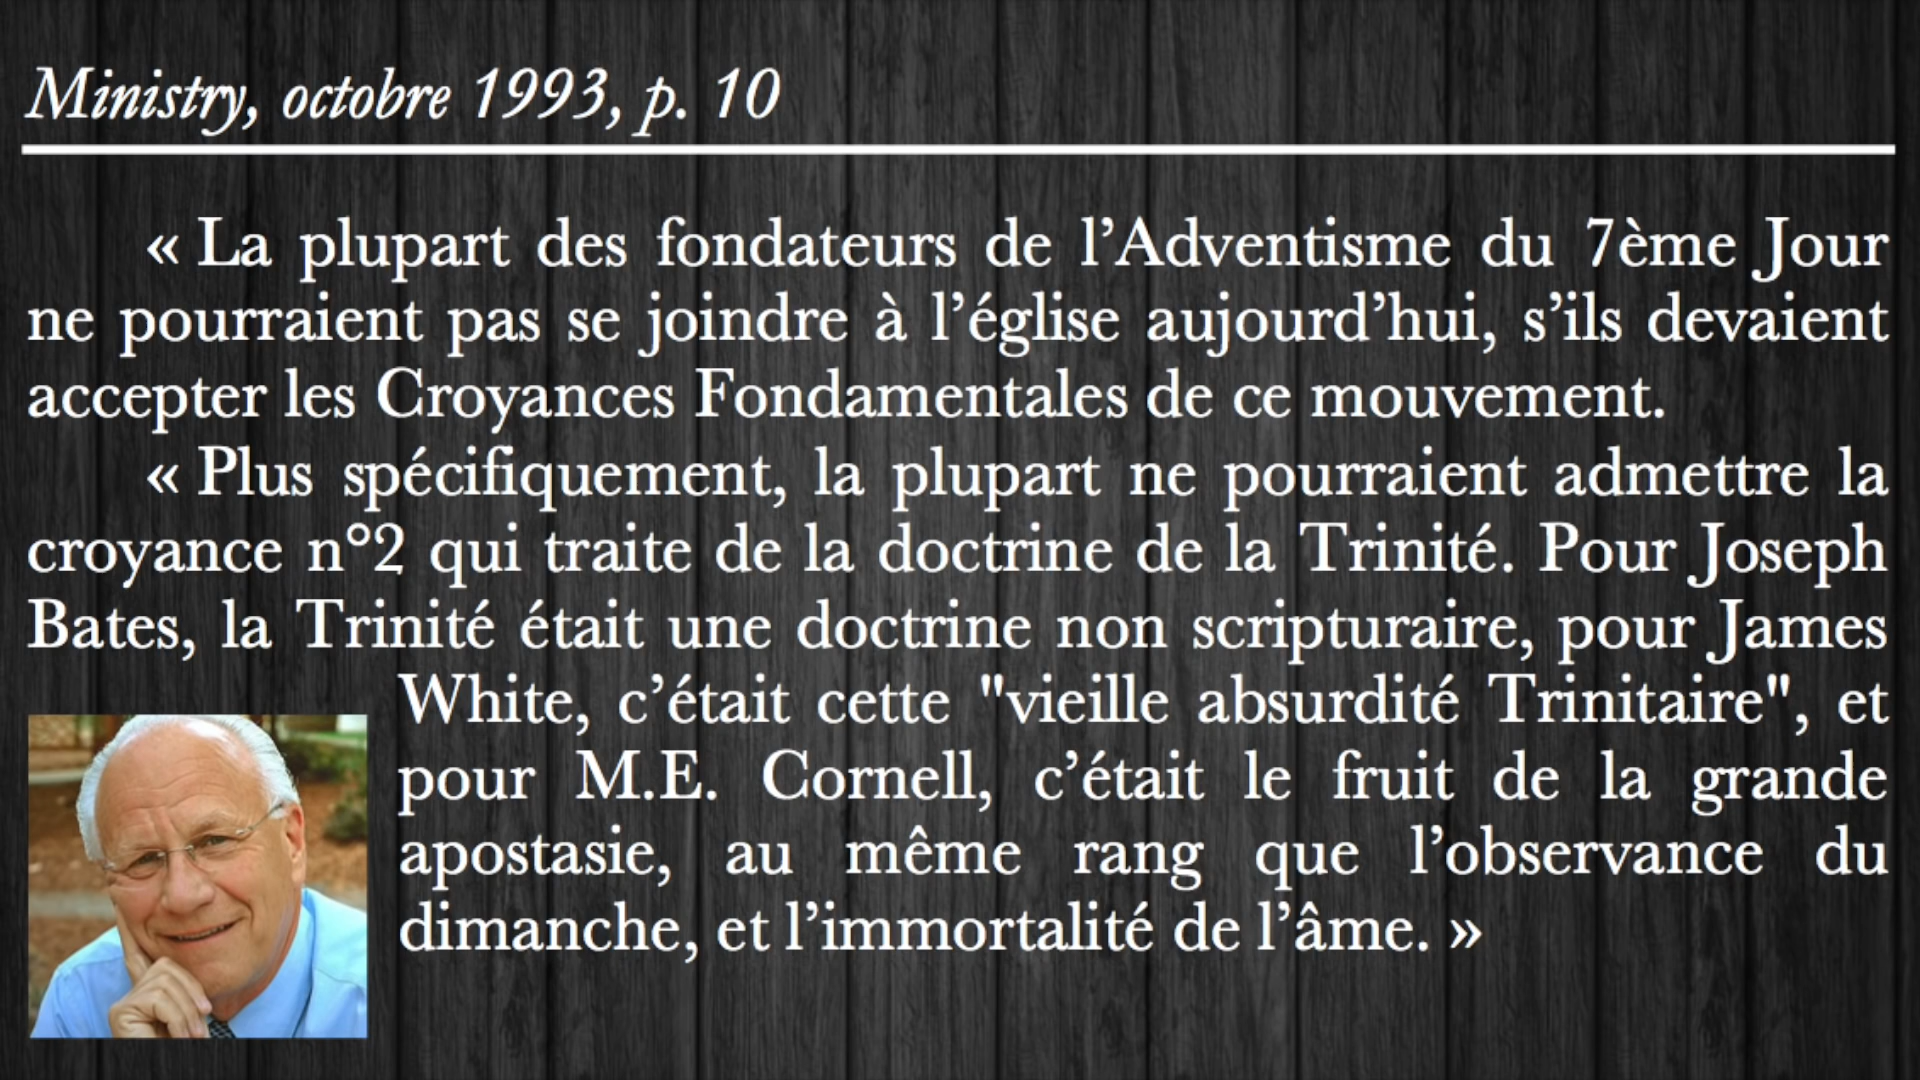 Ministry, octobre 1993, p. 10
« La plupart des fondateurs de l’Adventisme du 7ème Jour
ne pourraient pas se joindre à l’église aujourd’hui, s’ils devaient
accepter les Croyances Fondamentales de ce mouvement.
« Plus spécifiquement, la plupart ne pourraient admettre la
croyance n°2 qui traite de la doctrine de la Trinité. Pour Joseph
Bates, la Trinité était une doctrine non scripturaire, pour James
White, c’était cette "vieille absurdité Trinitaire", et
pour M.E. Cornell, c’était le fruit de la grande
apostasie, au même rang que l’observance du
dimanche, et l’immortalité de l’âme. »